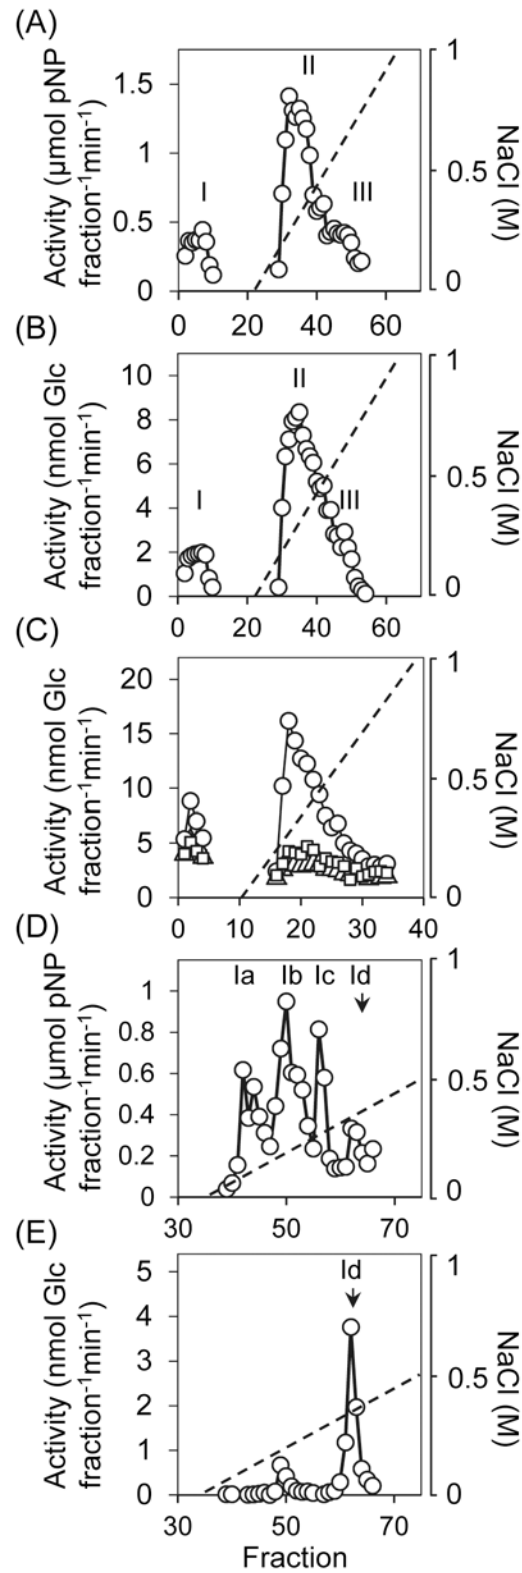 (A)
Activity (µmol pNP
fraction-1min-1)
1.5
1
0.5
0
I
II
III
1
0.5
0
NaCl (M)
0 20 40 60
(B)
Activity (nmol Glc
fraction-1min-1)
10
8
6
4
2
0
I
II
III
1
0.5
0
NaCl (M)
0 20 40 60
(C)
Activity (nmol Glc
fraction-1min-1)
20
15
10
5
0
1
0.5
0
NaCl (M)
0 10 20 30 40
(D)
Activity (µmol pNP
fraction-1min-1)
1
0.8
0.6
0.4
0.2
0
Ia Ib Ic Id
1
0.5
0
NaCl (M)
30 50 70
(E)
Activity (nmol Glc
fraction-1min-1)
5
4
3
2
1
0
Id
1
0.5
0
NaCl (M)
30 50 70
Fraction